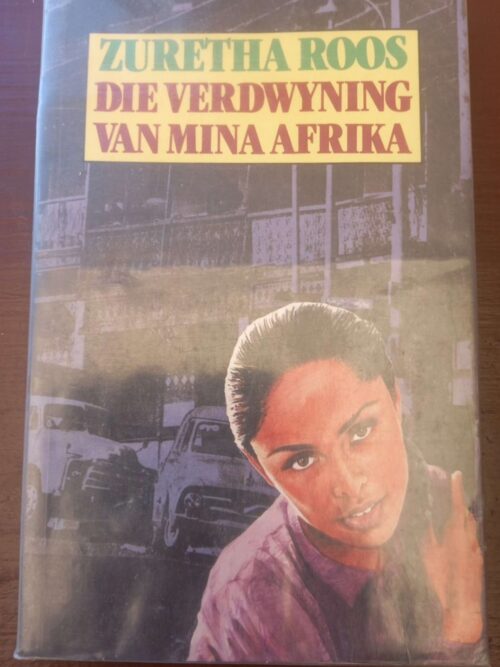 ZURETHA ROOS
DIE VERDWYNING
VAN MINA AFRIKA